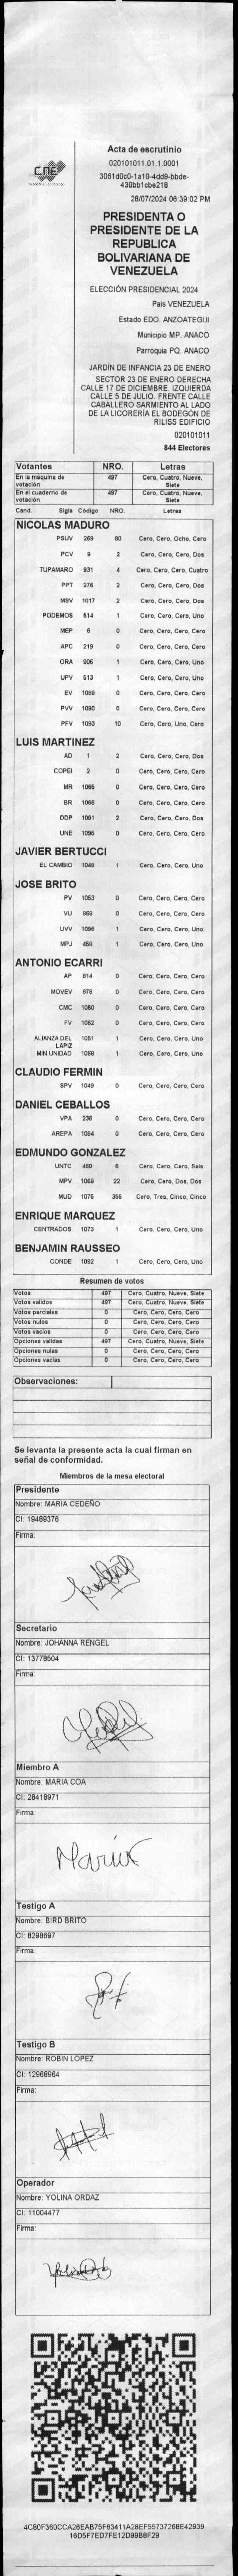 CNE
Acta de escrutinio
020101011.01.1.0001
3061d0c0-1a10-4dd9-bbde-
430bb1cbe218
28/07/2024 06:39:02 PM
PRESIDENTA O
PRESIDENTE DE LA
REPUBLICA
BOLIVARIANA DE
VENEZUELA
ELECCIÓN PRESIDENCIAL 2024
País VENEZUELA
Estado EDO. ANZOATEGUI
Municipio MP. ANACO
Parroquia PQ. ANACO
JARDÍN DE INFANCIA 23 DE ENERO
SECTOR 23 DE ENERO DERECHA
CALLE 17 DE DICIEMBRE. IZQUIERDA
CALLE 5 DE JULIO. FRENTE CALLE
CABALLERO SARMIENTO AL LADO
DE LA LICORERÍA EL BODEGÓN DE
RILISS EDIFICIO
020101011
844 Electores
Votantes NRO. Letras
En la máquina de votación 497 Cero, Cuatro, Nueve, Siete
En el cuaderno de votación 497 Cero, Cuatro, Nueve, Siete
Cand. Sigla Código NRO. Letras
NICOLAS MADURO
PSUV 269 80 Cero, Cero, Ocho, Cero
PCV 9 2 Cero, Cero, Cero, Dos
TUPAMARO 931 4 Cero, Cero, Cero, Cuatro
PPT 276 2 Cero, Cero, Cero, Dos
MSV 1017 2 Cero, Cero, Cero, Dos
PODEMOS 514 1 Cero, Cero, Cero, Uno
MEP 6 0 Cero, Cero, Cero, Cero
APC 219 0 Cero, Cero, Cero, Cero
ORA 906 1 Cero, Cero, Cero, Uno
UPV 513 1 Cero, Cero, Cero, Uno
EV 1089 0 Cero, Cero, Cero, Cero
PVV 1090 0 Cero, Cero, Cero, Cero
PFV 1093 10 Cero, Cero, Uno, Cero
LUIS MARTINEZ
AD 1 2 Cero, Cero, Cero, Dos
COPEI 2 0 Cero, Cero, Cero, Cero
MR 1065 0 Cero, Cero, Cero, Cero
BR 1066 0 Cero, Cero, Cero, Cero
DDP 1091 2 Cero, Cero, Cero, Dos
UNE 1095 0 Cero, Cero, Cero, Cero
JAVIER BERTUCCI
EL CAMBIO 1048 1 Cero, Cero, Cero, Uno
JOSE BRITO
PV 1053 0 Cero, Cero, Cero, Cero
VU 868 0 Cero, Cero, Cero, Cero
UVV 1096 1 Cero, Cero, Cero, Uno
MPJ 458 1 Cero, Cero, Cero, Uno
ANTONIO ECARRI
AP 814 0 Cero, Cero, Cero, Cero
MOVEV 878 0 Cero, Cero, Cero, Cero
CMC 1050 0 Cero, Cero, Cero, Cero
FV 1062 0 Cero, Cero, Cero, Cero
ALIANZA DEL LAPIZ 1051 1 Cero, Cero, Cero, Uno
MIN UNIDAD 1068 1 Cero, Cero, Cero, Uno
CLAUDIO FERMIN
SPV 1049 0 Cero, Cero, Cero, Cero
DANIEL CEBALLOS
VPA 236 0 Cero, Cero, Cero, Cero
AREPA 1094 0 Cero, Cero, Cero, Cero
EDMUNDO GONZALEZ
UNTC 460 6 Cero, Cero, Cero, Seis
MPV 1069 22 Cero, Cero, Dos, Dos
MUD 1075 355 Cero, Tres, Cinco, Cinco
ENRIQUE MARQUEZ
CENTRADOS 1073 1 Cero, Cero, Cero, Uno
BENJAMIN RAUSSEO
CONDE 1092 1 Cero, Cero, Cero, Uno
Resumen de votos
Votos 497 Cero, Cuatro, Nueve, Siete
Votos validos 497 Cero, Cuatro, Nueve, Siete
Votos parciales 0 Cero, Cero, Cero, Cero
Votos nulos 0 Cero, Cero, Cero, Cero
Votos vacios 0 Cero, Cero, Cero, Cero
Opciones validas 497 Cero, Cuatro, Nueve, Siete
Opciones nulas 0 Cero, Cero, Cero, Cero
Opciones vacias 0 Cero, Cero, Cero, Cero
Observaciones:
Se levanta la presente acta la cual firman en
señal de conformidad.
Miembros de la mesa electoral
Presidente
Nombre: MARIA CEDEÑO
CI: 19489376
Firma:
Secretario
Nombre: JOHANNA RENGEL
CI: 13778504
Firma:
Miembro A
Nombre: MARIA COA
CI: 28418971
Firma:
Testigo A
Nombre: BIRD BRITO
CI: 8298697
Firma:
Testigo B
Nombre: ROBIN LOPEZ
CI: 12968964
Firma:
Operador
Nombre: YOLINA ORDAZ
CI: 11004477
Firma:
4C80F360CCA26EAB75F63411A28EF55737268E42939
16D5F7ED7FE12D99B8F29